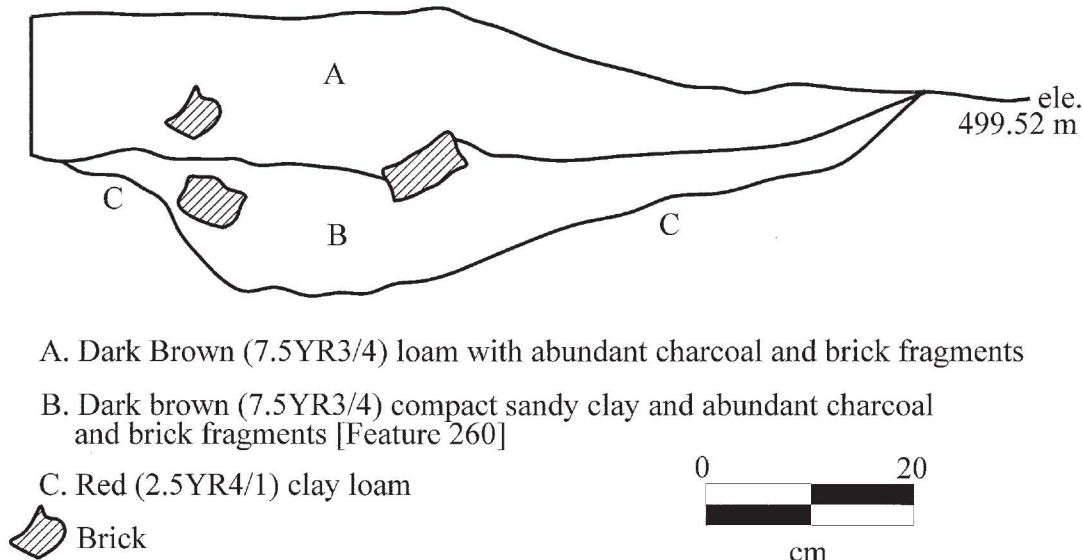 A
ele.
499.52 m
C
B
C
A. Dark Brown (7.5YR3/4) loam with abundant charcoal and brick fragments
B. Dark brown (7.5YR3/4) compact sandy clay and abundant charcoal
and brick fragments [Feature 260]
C. Red (2.5YR4/1) clay loam
Brick
0 20
cm